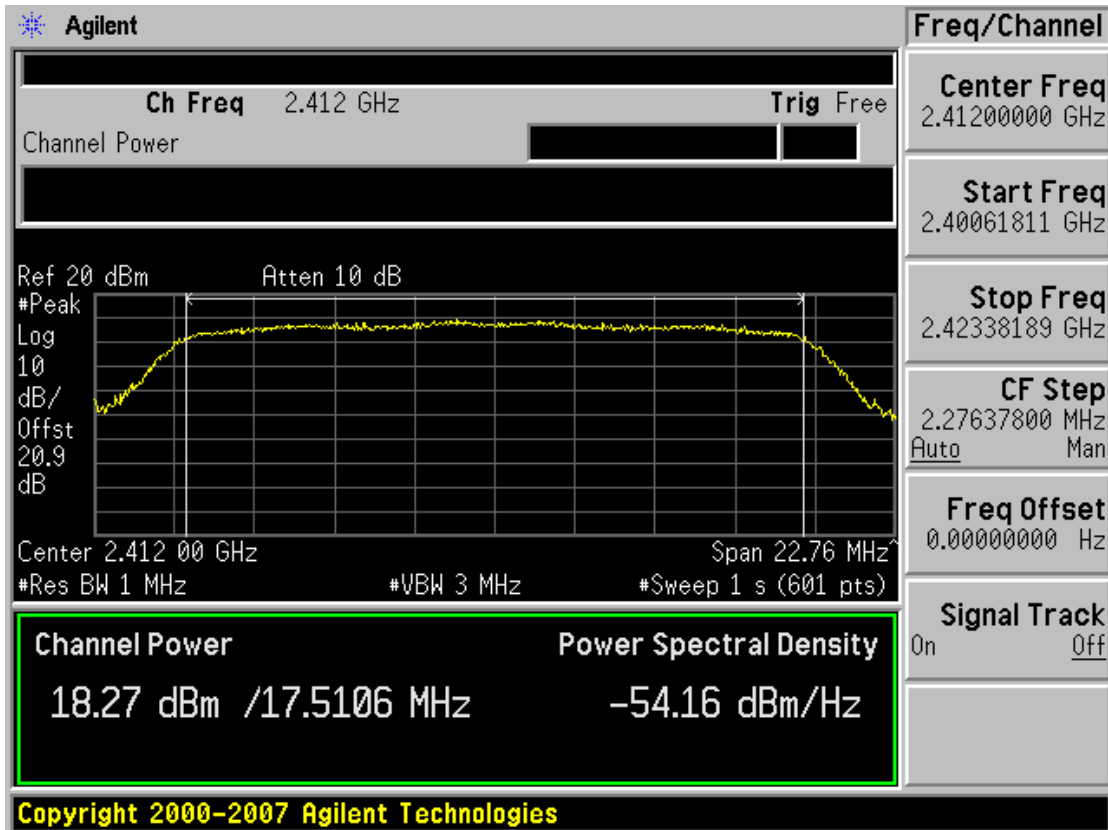 Agilent
Freq/Channel
Ch Freq 2.412 GHz Trig Free
Channel Power
Center Freq
2.41200000 GHz
Start Freq
2.40061811 GHz
Stop Freq
2.42338189 GHz
CF Step
2.27637800 MHz
Auto Man
Freq Offset
0.00000000 Hz
Signal Track
On Off
Ref 20 dBm Atten 10 dB
#Peak
Log
10
dB/
Offst
20.9
dB
Center 2.412 00 GHz Span 22.76 MHz^
#Res BW 1 MHz #VBW 3 MHz #Sweep 1 s (601 pts)
Channel Power Power Spectral Density
18.27 dBm /17.5106 MHz -54.16 dBm/Hz
Copyright 2000-2007 Agilent Technologies